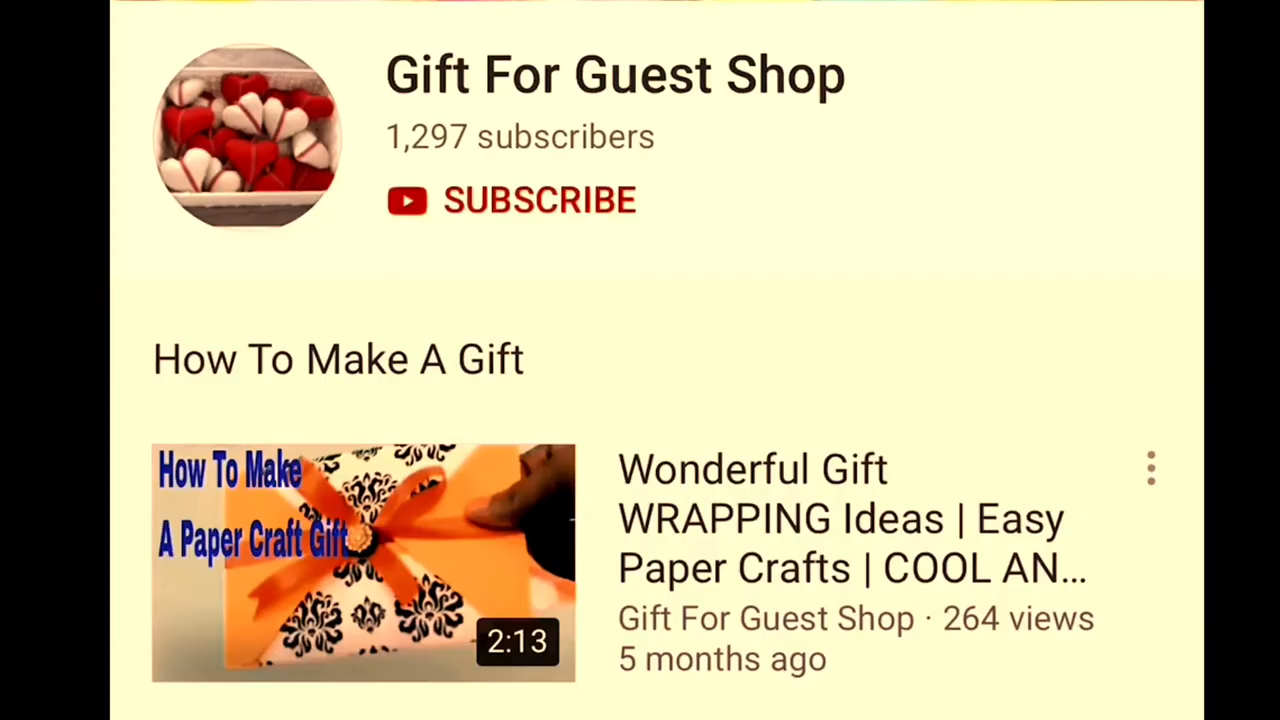 Gift For Guest Shop
1,297 subscribers
SUBSCRIBE
How To Make A Gift
How To Make
A Paper Craft Gift
2:13
Wonderful Gift
WRAPPING Ideas | Easy
Paper Crafts | COOL AN...
Gift For Guest Shop · 264 views
5 months ago